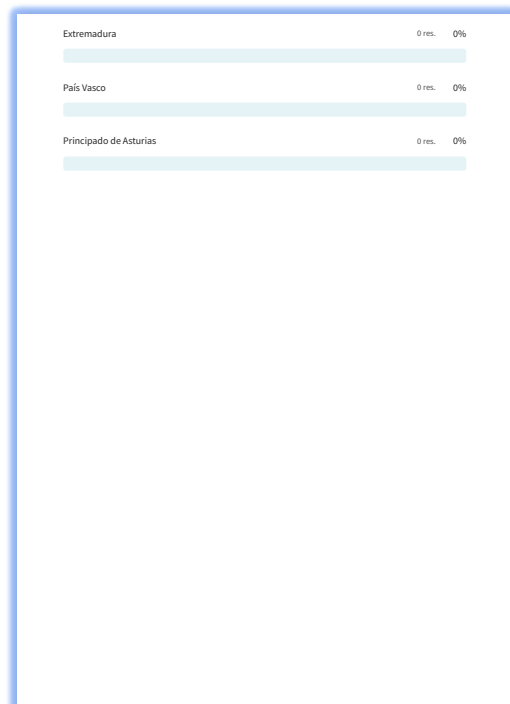 Extremadura 0 res. 0%
País Vasco 0 res. 0%
Principado de Asturias 0 res. 0%